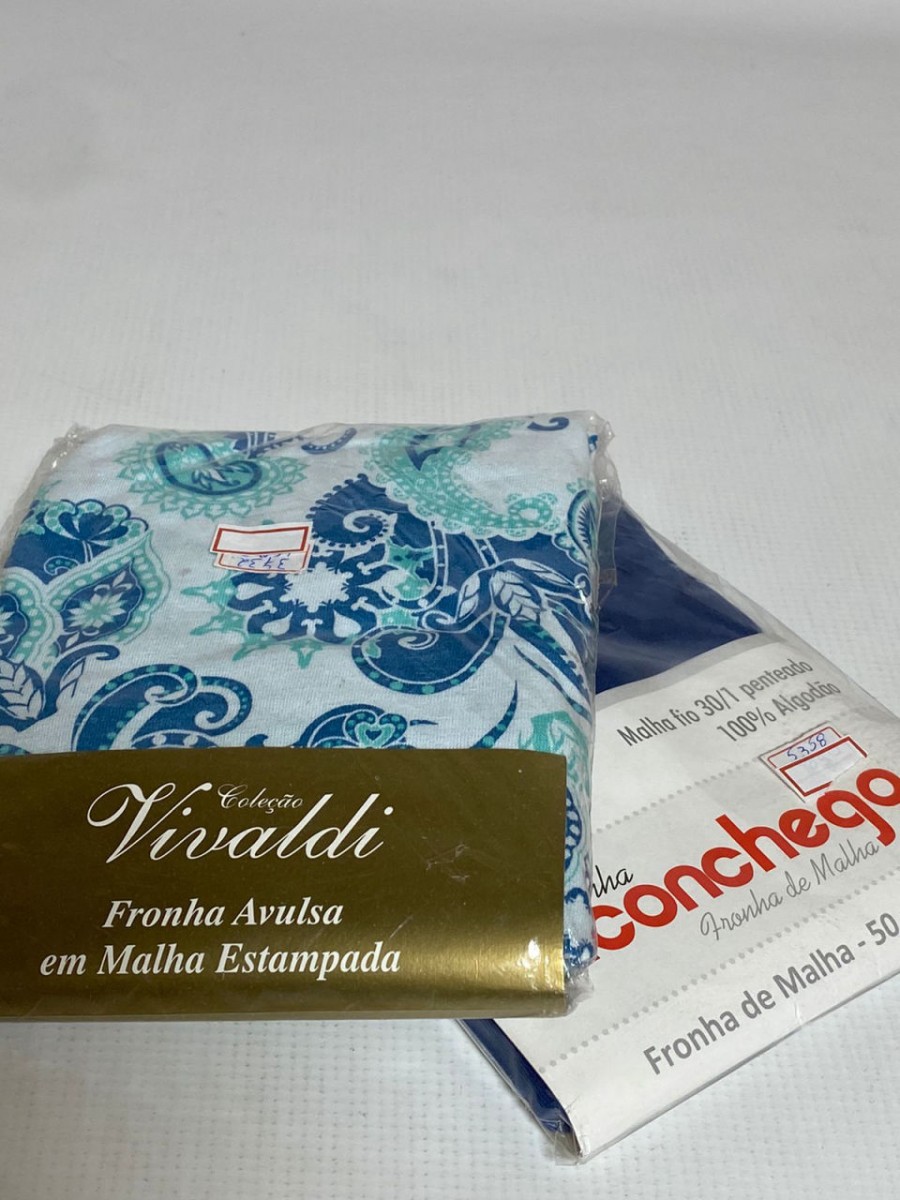 3432
Coleção
Vivaldi
Fronha Avulsa
em Malha Estampada
Malha fio 30/1 penteado
100% Algodão
5358
conchego
Fronha de Malha
Fronha de Malha - 50